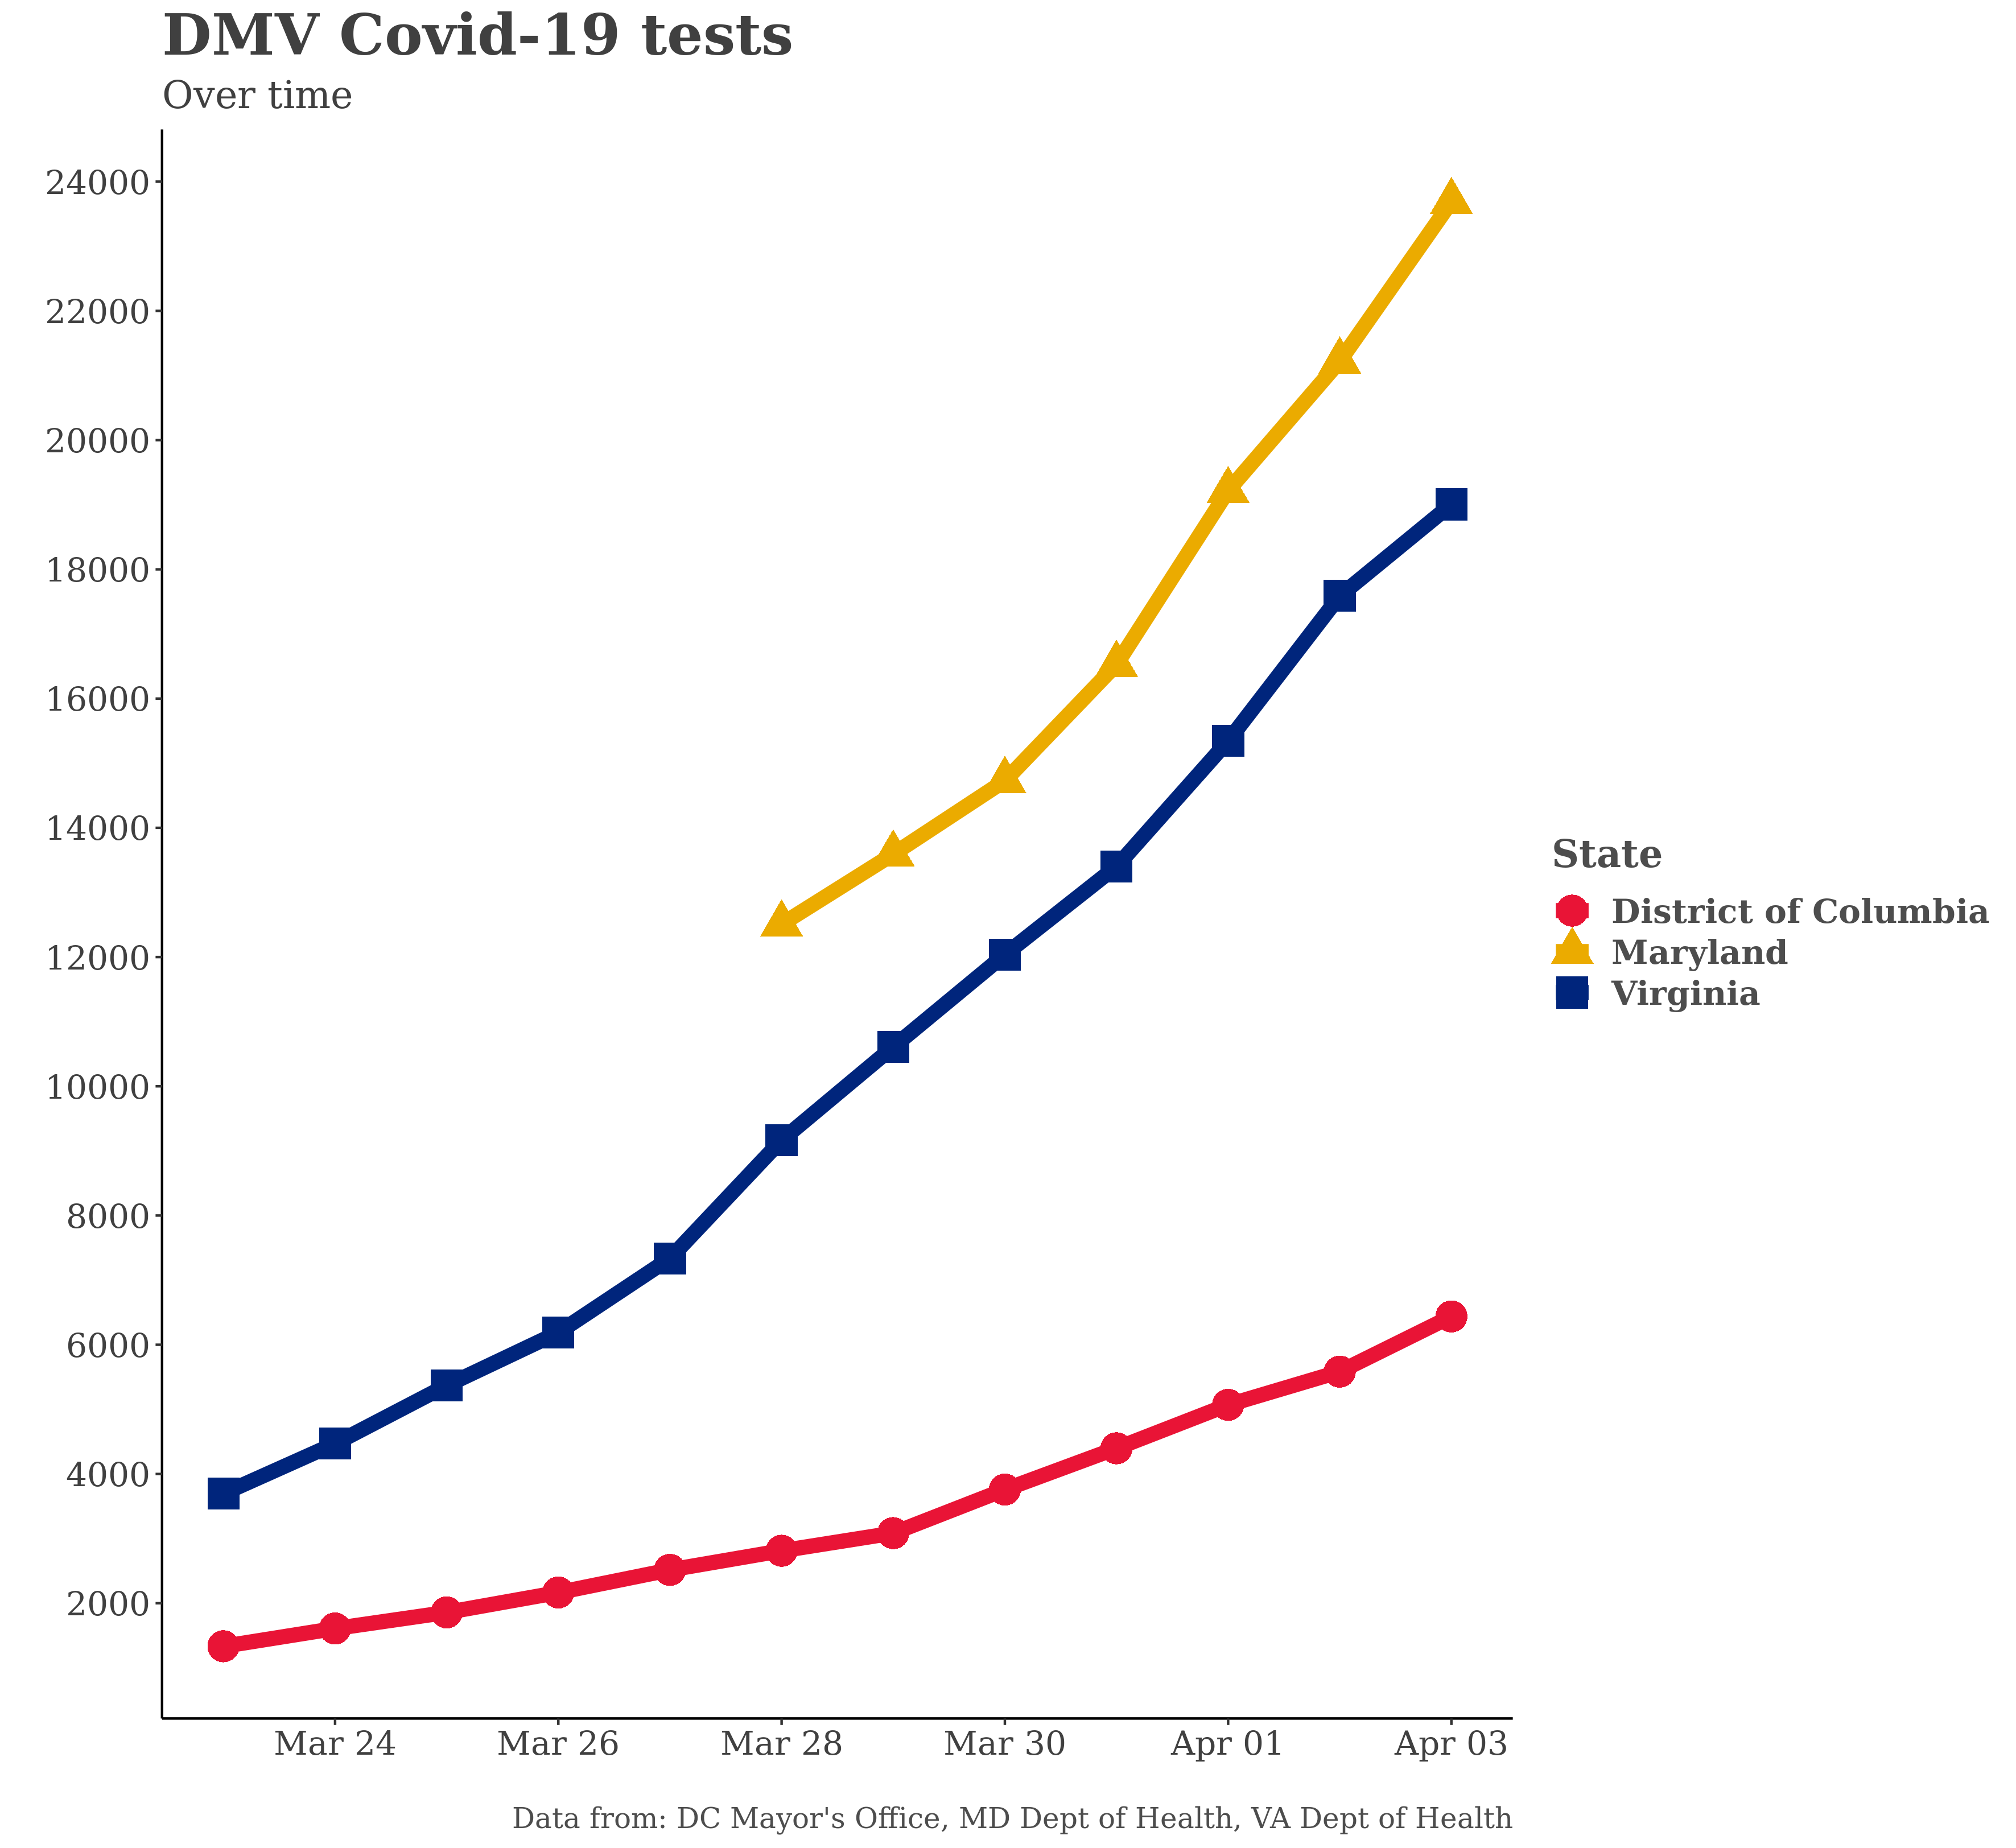 DMV Covid-19 tests
Over time
24000
22000
20000
18000
16000
14000
12000
10000
8000
6000
4000
2000
State
District of Columbia
Maryland
Virginia
Mar 24 Mar 26 Mar 28 Mar 30 Apr 01 Apr 03
Data from: DC Mayor's Office, MD Dept of Health, VA Dept of Health